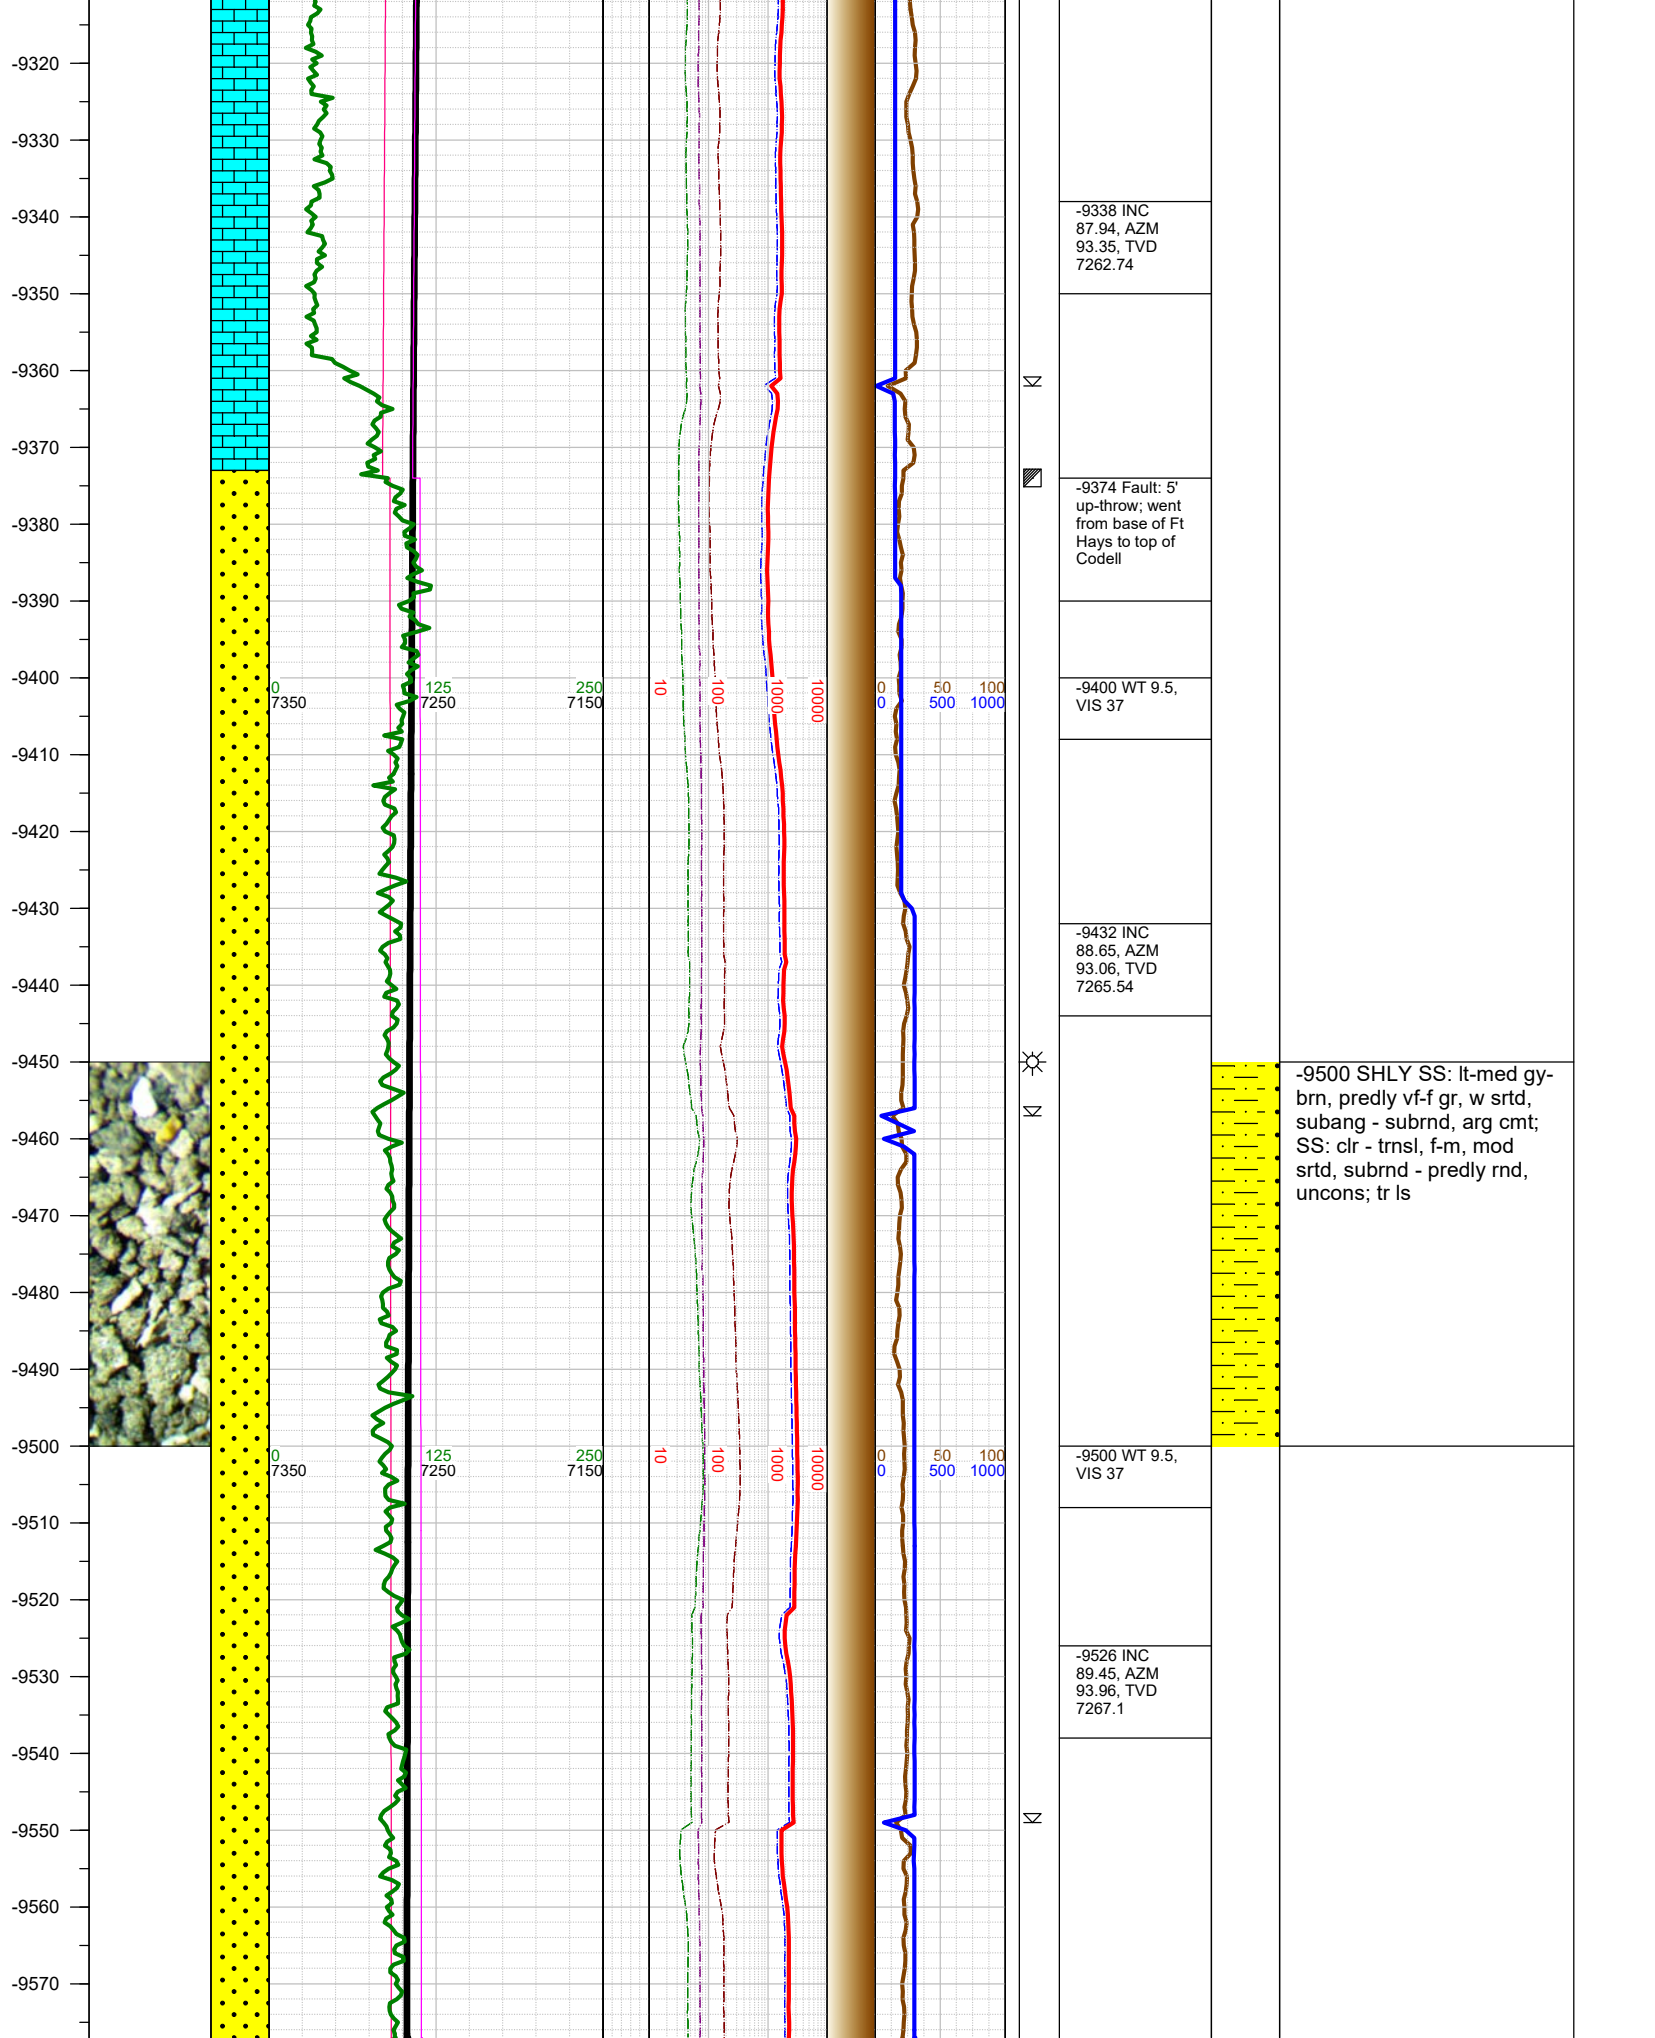 -9320
-9330
-9338 INC
87.94, AZM
93.35, TVD
7262.74
-9340
-9350
-9360
-9370
-9374 Fault: 5'
up-throw; went
from base of Ft
Hays to top of
Codell
-9380
-9390
-9400
0 125 250
7350 7250 7150
10 100 1000 10000
0 50 100
0 500 1000
-9400 WT 9.5,
VIS 37
-9410
-9420
-9430
-9432 INC
88.65, AZM
93.06, TVD
7265.54
-9440
-9450
-9500 SHLY SS: lt-med gy-
brn, predly vf-f gr, w srtd,
subang - subrnd, arg cmt;
SS: clr - trnsl, f-m, mod
srtd, subrnd - predly rnd,
uncons; tr ls
-9460
-9470
-9480
-9490
-9500
0 125 250
7350 7250 7150
10 100 1000 10000
0 50 100
0 500 1000
-9500 WT 9.5,
VIS 37
-9510
-9520
-9526 INC
89.45, AZM
93.96, TVD
7267.1
-9530
-9540
-9550
-9560
-9570